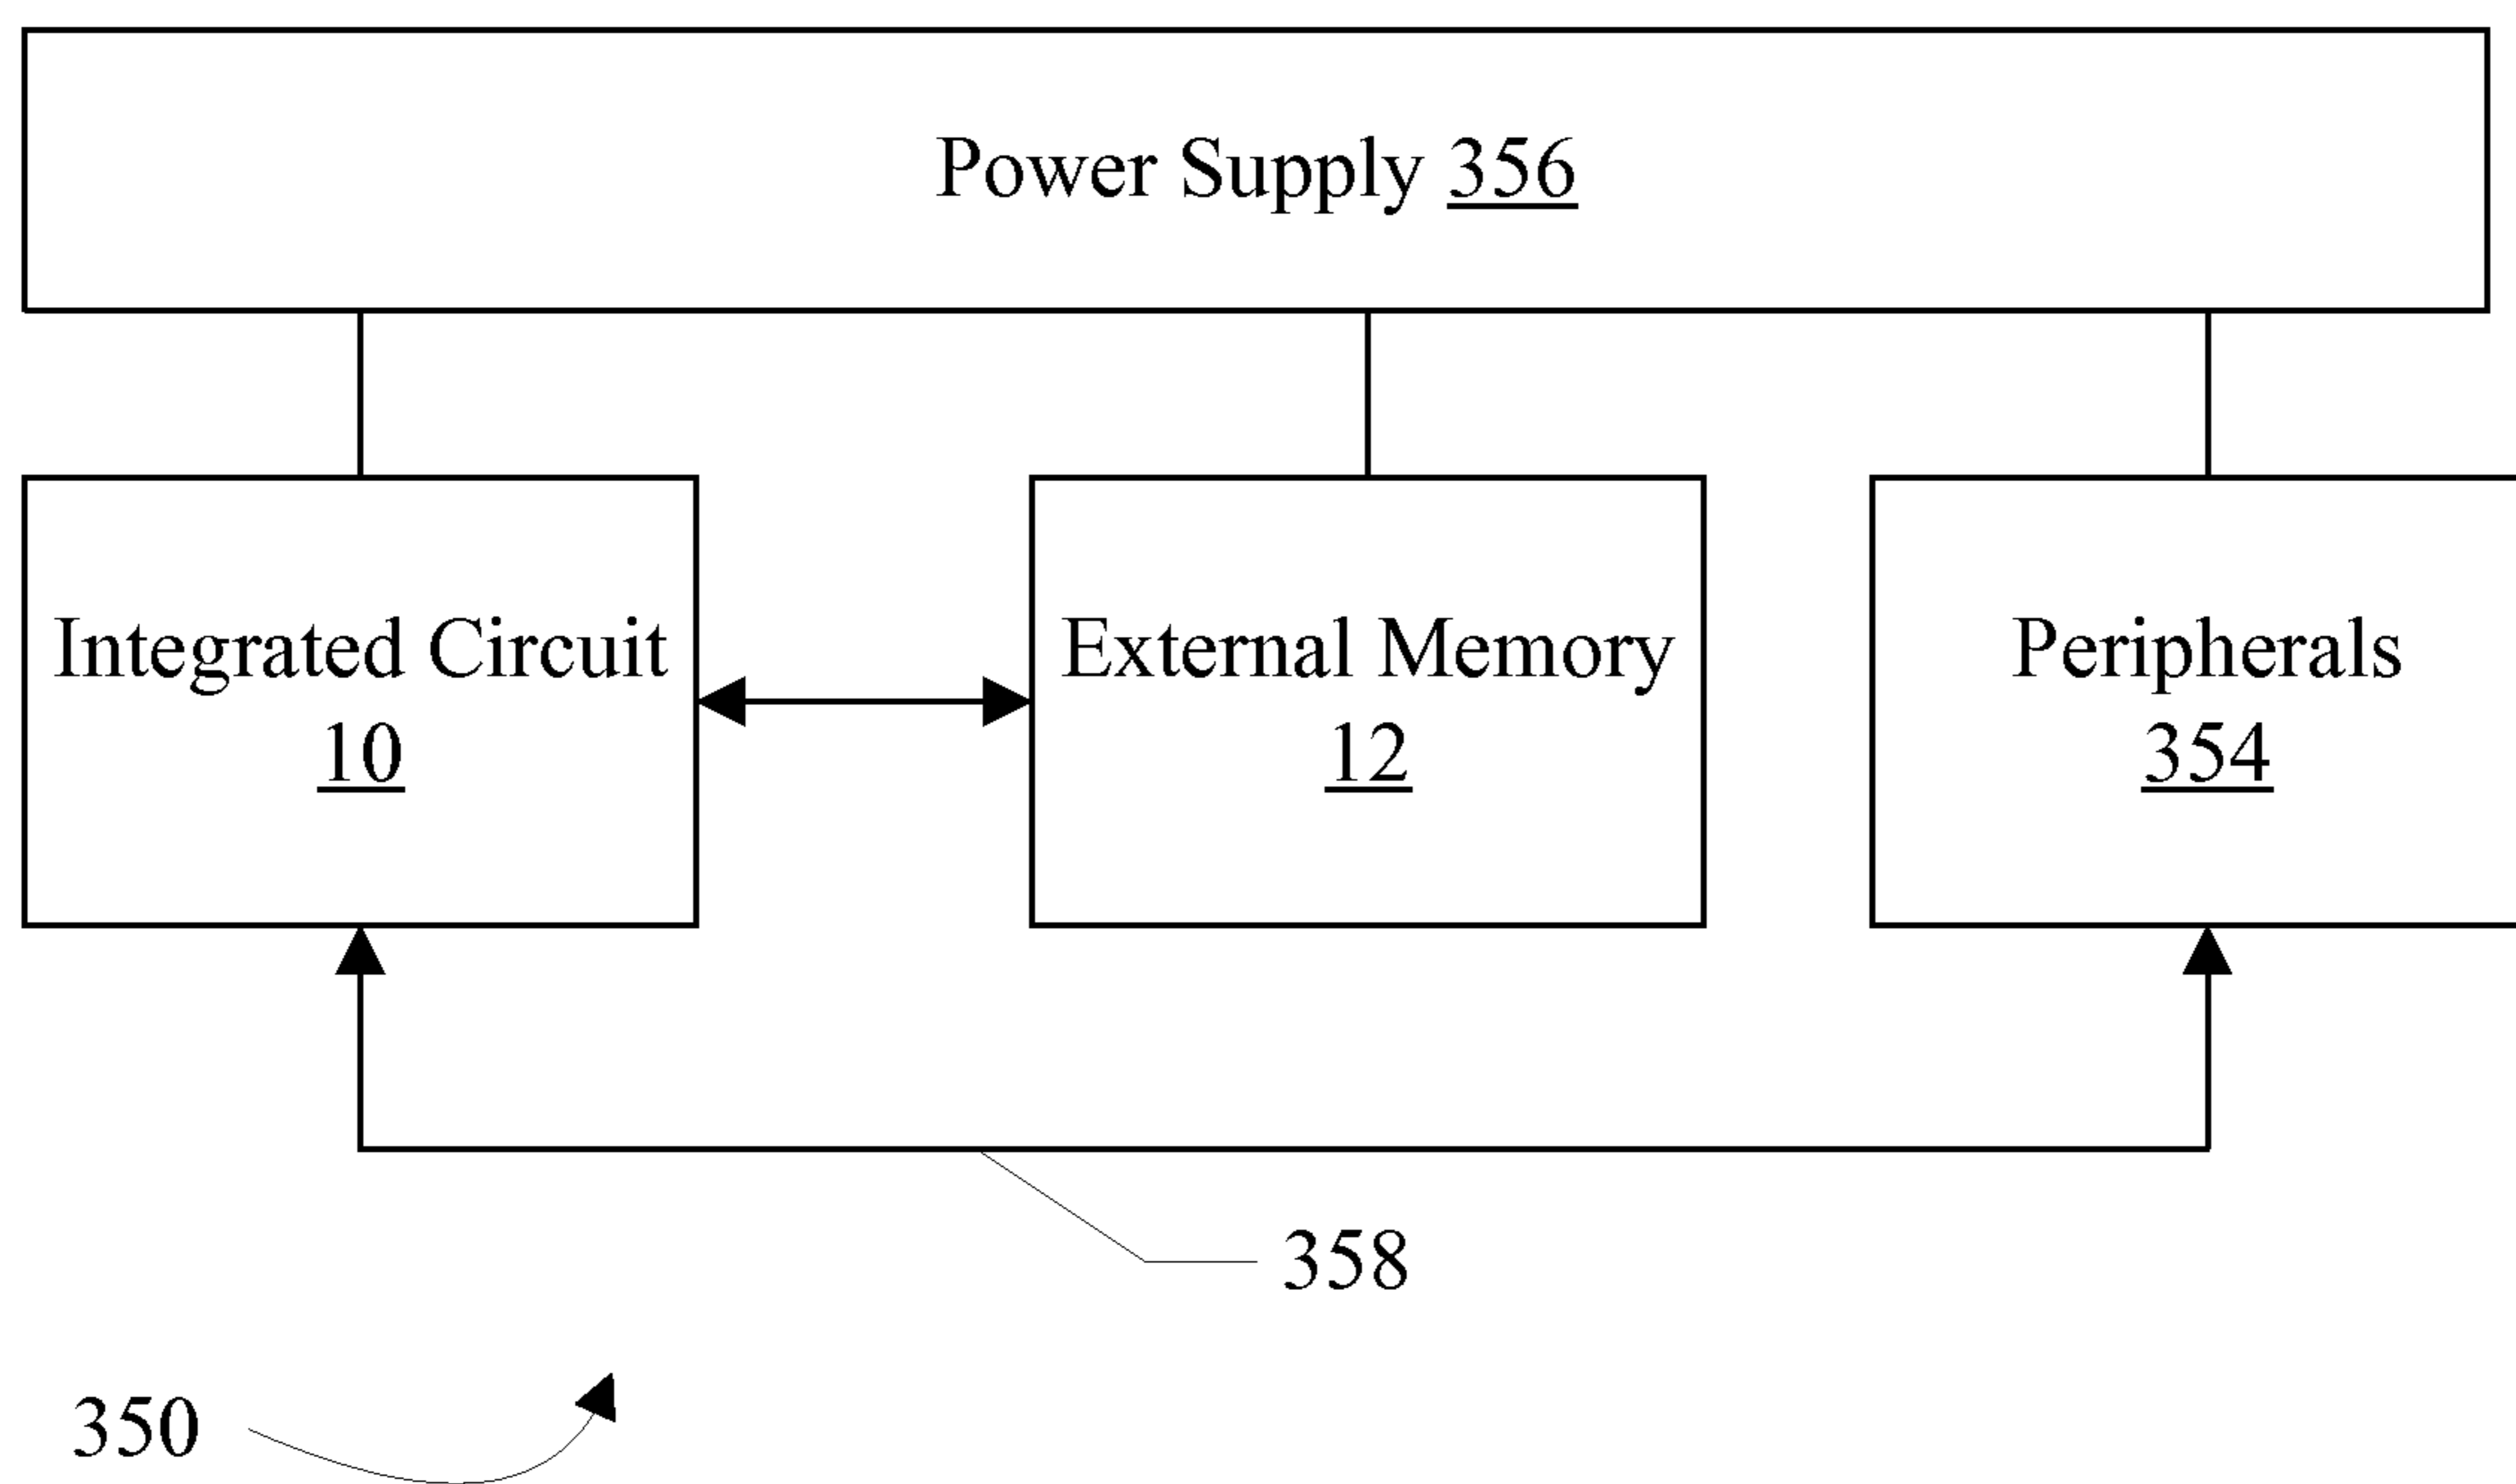 Power Supply 356
Integrated Circuit
10
External Memory
12
Peripherals
354
358
350